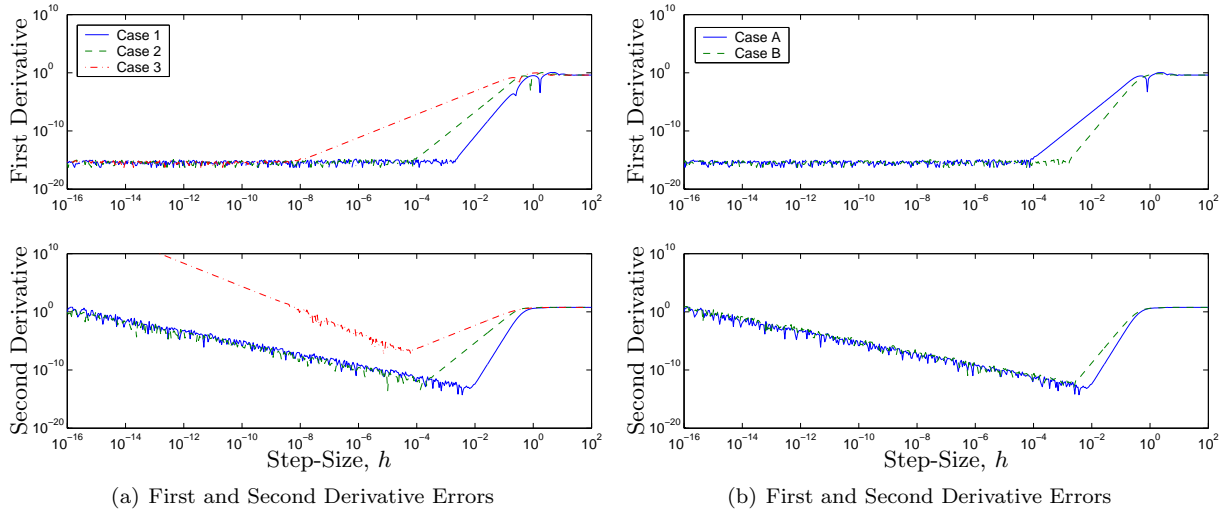 First Derivative
10^10
10^0
10^-10
10^-20
Case 1
Case 2
Case 3
10^-16 10^-14 10^-12 10^-10 10^-8 10^-6 10^-4 10^-2 10^0 10^2
Second Derivative
10^10
10^0
10^-10
10^-20
10^-16 10^-14 10^-12 10^-10 10^-8 10^-6 10^-4 10^-2 10^0 10^2
Step-Size, h
(a) First and Second Derivative Errors
First Derivative
10^10
10^0
10^-10
10^-20
Case A
Case B
10^-16 10^-14 10^-12 10^-10 10^-8 10^-6 10^-4 10^-2 10^0 10^2
Second Derivative
10^10
10^0
10^-10
10^-20
10^-16 10^-14 10^-12 10^-10 10^-8 10^-6 10^-4 10^-2 10^0 10^2
Step-Size, h
(b) First and Second Derivative Errors